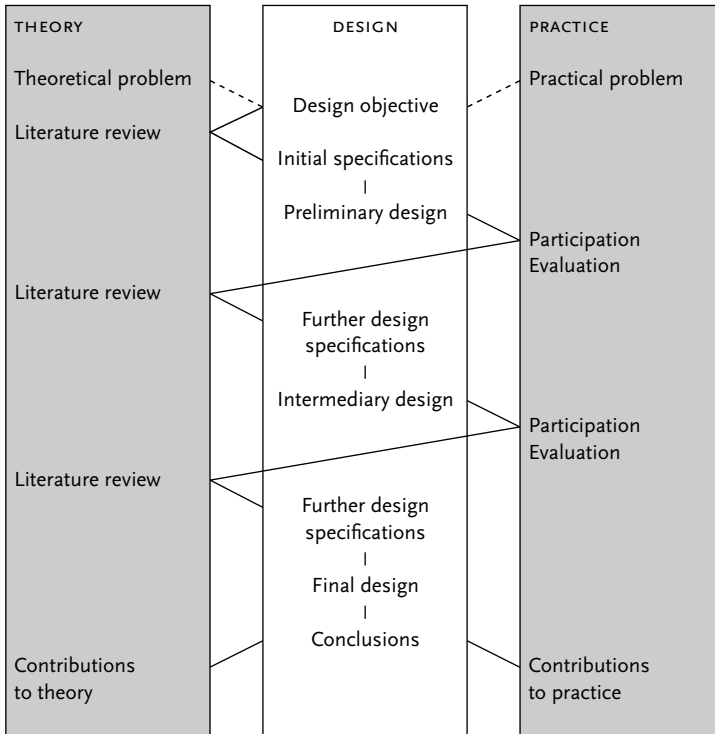 THEORY
DESIGN
PRACTICE
Theoretical problem
Practical problem
Design objective
Literature review
Initial specifications
Preliminary design
Participation
Evaluation
Literature review
Further design
specifications
Intermediary design
Participation
Evaluation
Literature review
Further design
specifications
Final design
Conclusions
Contributions
to theory
Contributions
to practice